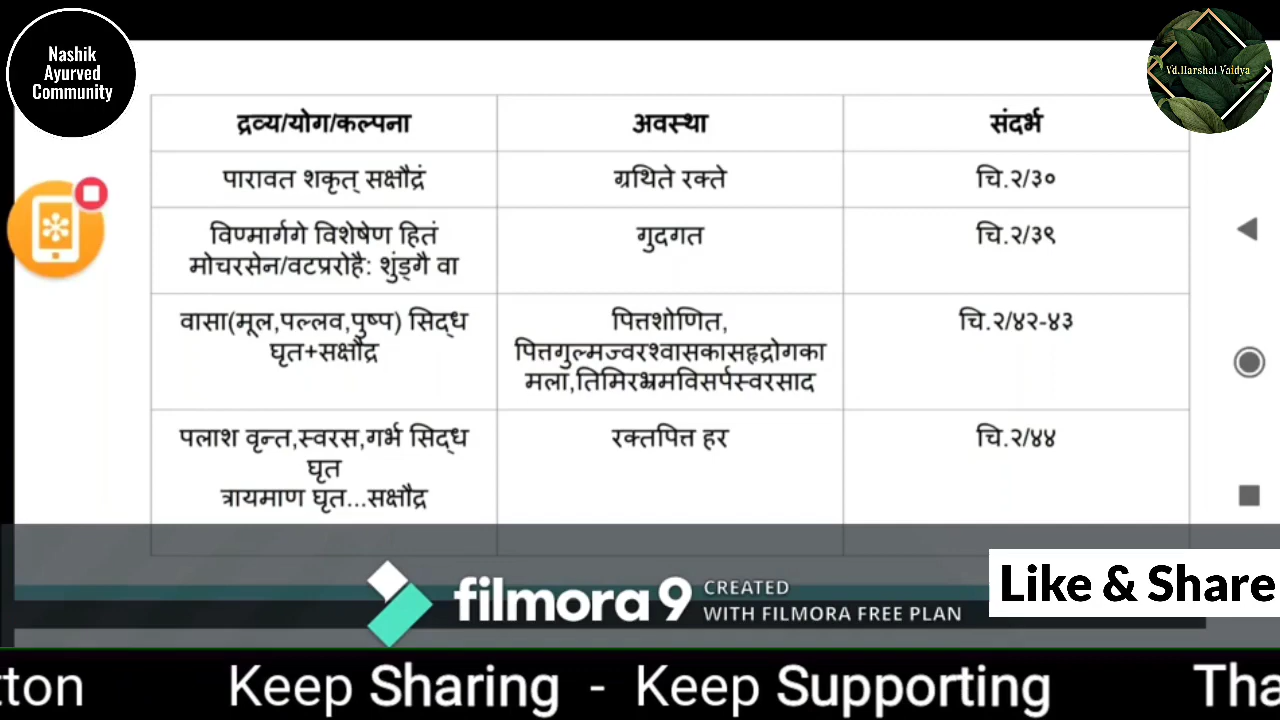 Nashik
Ayurved
Community
Vd.Harshal Vaidya
द्रव्य/योग/कल्पना अवस्था संदर्भ
पारावत शकृत् सक्षौद्रं ग्रथिते रक्ते चि.२/३०
विण्मार्गगे विशेषेण हितं गुदगत चि.२/३९
मोचरसेन/वटप्ररोहै: शुंङ्गै वा
वासा(मूल,पल्लव,पुष्प) सिद्ध पित्तशोणित, चि.२/४२-४३
घृत+सक्षौद्र पित्तगुल्मज्वरश्वासकासहृद्रोगका
मला,तिमिरभ्रमविसर्पस्वरसाद
पलाश वृन्त,स्वरस,गर्भ सिद्ध रक्तपित्त हर चि.२/४४
घृत
त्रायमाण घृत...सक्षौद्र
filmora 9 CREATED
WITH FILMORA FREE PLAN
Like & Share
tton Keep Sharing - Keep Supporting Tha